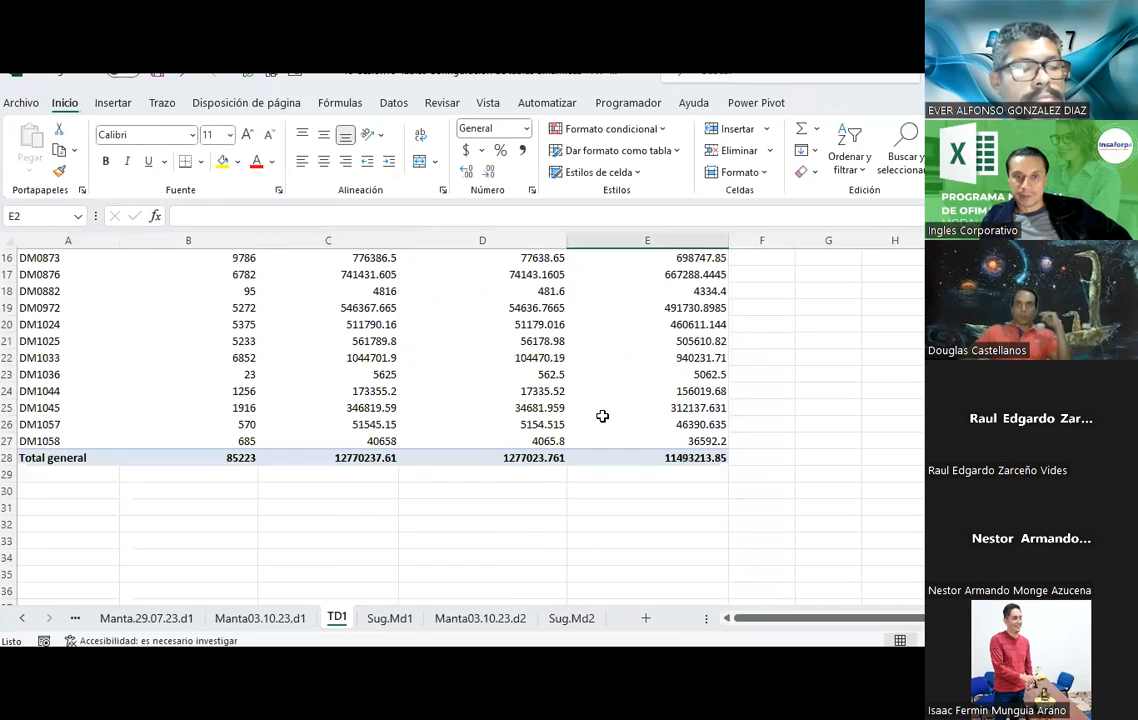 Archivo Inicio Insertar Trazo Disposición de página Fórmulas Datos Revisar Vista Automatizar Programador Ayuda Power Pivot
Pegar
Calibri 11
N K S
General
$ %
Formato condicional
Dar formato como tabla
Estilos de celda
Insertar
Eliminar
Formato
Ordenar y
filtrar
Buscar y
seleccionar
Portapapeles Fuente Alineación Número Estilos Celdas Edición
E2 fx
A B C D E F G H
16 DM0873 9786 776386.5 77638.65 698747.85
17 DM0876 6782 741431.605 74143.1605 667288.4445
18 DM0882 95 4816 481.6 4334.4
19 DM0972 5272 546367.665 54636.7665 491730.8985
20 DM1024 5375 511790.16 51179.016 460611.144
21 DM1025 5233 561789.8 56178.98 505610.82
22 DM1033 6852 1044701.9 104470.19 940231.71
23 DM1036 23 5625 562.5 5062.5
24 DM1044 1256 173355.2 17335.52 156019.68
25 DM1045 1916 346819.59 34681.959 312137.631
26 DM1057 570 51545.15 5154.515 46390.635
27 DM1058 685 40658 4065.8 36592.2
28 Total general 85223 12770237.61 1277023.761 11493213.85
29
30
31
32
33
34
35
36
Manta.29.07.23.d1 Manta03.10.23,d1 TD1 Sug.Md1 Manta03.10.23.d2 Sug.Md2
Listo Accesibilidad: es necesario investigar
7
EVER ALFONSO GONZALEZ DIAZ
insaforp
Ingles Corporativo
Douglas Castellanos
Raul Edgardo Zar...
Raul Edgardo Zarceño Vides
Nestor Armando...
Nestor Armando Monge Azucena
Isaac Fermin Munguia Arano